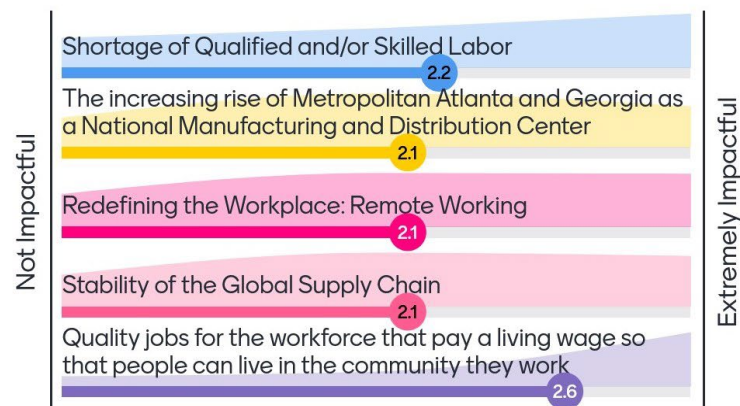 Shortage of Qualified and/or Skilled Labor
2.2
The increasing rise of Metropolitan Atlanta and Georgia as
a National Manufacturing and Distribution Center
2.1
Redefining the Workplace: Remote Working
2.1
Stability of the Global Supply Chain
2.1
Quality jobs for the workforce that pay a living wage so
that people can live in the community they work
2.6
Not Impactful
Extremely Impactful